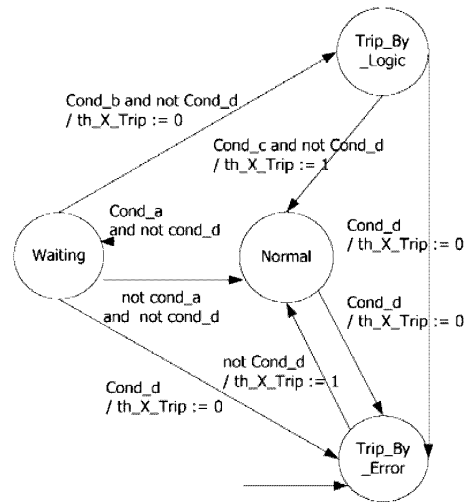 Trip_By
_Logic
Cond_b and not Cond_d
/ th_X_Trip := 0
Cond_c and not Cond_d
/ th_X_Trip := 1
Cond_a
and not cond_d
Waiting
Normal
Cond_d
/ th_X_Trip := 0
not cond_a
and not cond_d
Cond_d
/ th_X_Trip := 0
not Cond_d
/ th_X_Trip := 1
Cond_d
/ th_X_Trip := 0
Trip_By
_Error